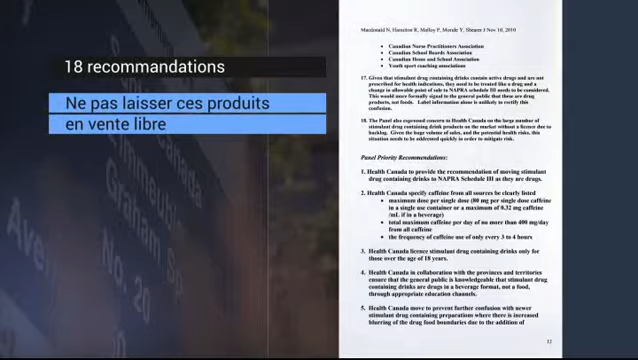 18 recommandations
Ne pas laisser ces produits
en vente libre
Macdonald N, Hamilton R, Malloy P, Moride Y, Shearer J Nov 10, 2010
• Canadian Nurse Practitioners Association
• Canadian School Boards Association
• Canadian Home and School Association
• Youth sport coaching associations
17. Given that stimulant drug containing drinks contain active drugs and are not
prescribed for health indications, they need to be treated like a drug and a
change in allowable point of sale to NAPRA schedule III needs to be considered.
This would more formally signal to the general public that these are drug
products, not foods. Label information alone is unlikely to rectify this
confusion.
18. The Panel also expressed concern to Health Canada on the large number of
stimulant drug containing drink products on the market without a licence due to
backlog. Given the huge volume of sales, and the potential health risks, this
situation needs to be addressed quickly in order to mitigate risk.
Panel Priority Recommendations:
1. Health Canada to provide the recommendation of moving stimulant
drug containing drinks to NAPRA Schedule III as they are drugs.
2. Health Canada specify caffeine from all sources be clearly listed
• maximum dose per single dose (80 mg per single dose caffeine
in a single use container or a maximum of 0.32 mg caffeine
/mL if in a beverage)
• total maximum caffeine per day of no more than 400 mg/day
from all caffeine
• the frequency of caffeine use of only every 3 to 4 hours
3. Health Canada licence stimulant drug containing drinks only for
those over the age of 18 years.
4. Health Canada in collaboration with the provinces and territories
ensure that the general public is knowledgeable that stimulant drug
containing drinks are drugs in a beverage format, not a food,
through appropriate education channels.
5. Health Canada move to prevent further confusion with newer
stimulant drug containing preparations where there is increased
blurring of the drug food boundaries due to the addition of
12